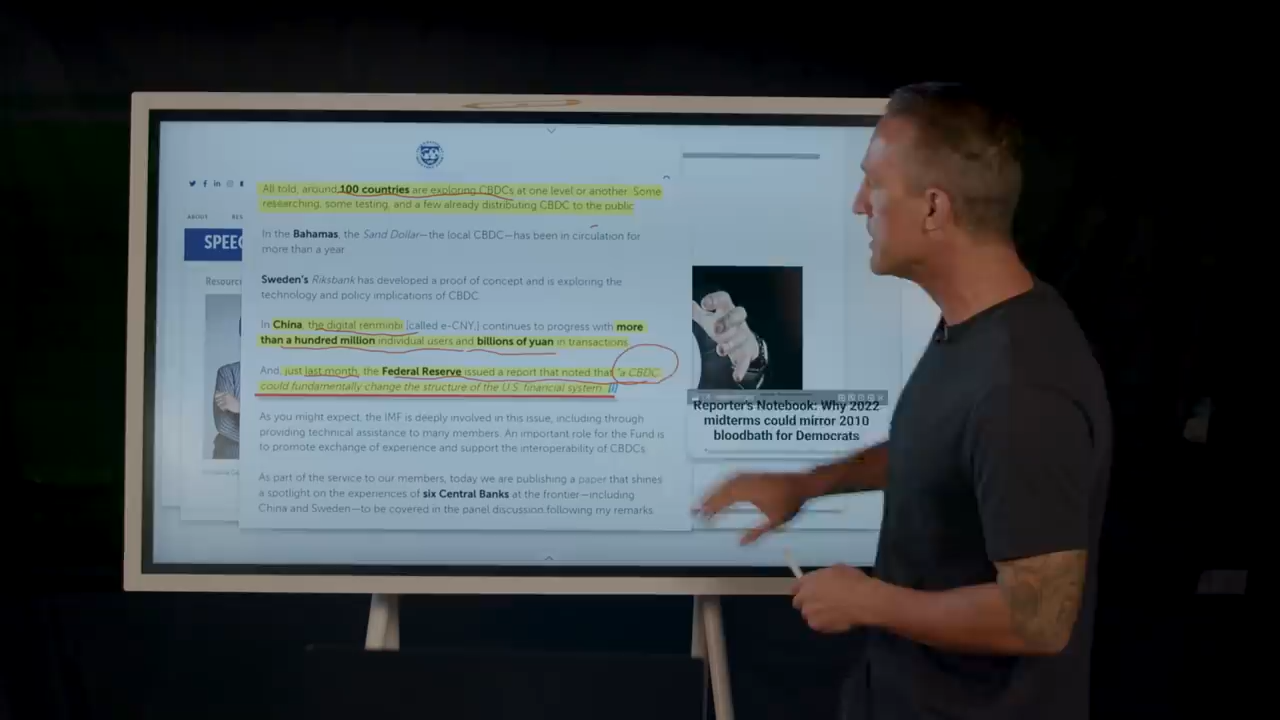 All told, around 100 countries are exploring CBDCs at one level or another. Some
researching, some testing, and a few already distributing CBDC to the public.
ABOUT
RES
In the Bahamas, the Sand Dollar—the local CBDC—has been in circulation for
more than a year.
SPEEC
Sweden's Riksbank has developed a proof of concept and is exploring the
technology and policy implications of CBDC.
Resourc
In China, the digital renminbi [called e-CNY,] continues to progress with more
than a hundred million individual users and billions of yuan in transactions.
And, just last month, the Federal Reserve issued a report that noted that "a CBDC
could fundamentally change the structure of the U.S. financial system." [i]
As you might expect, the IMF is deeply involved in this issue, including through
providing technical assistance to many members. An important role for the Fund is
to promote exchange of experience and support the interoperability of CBDCs.
As part of the service to our members, today we are publishing a paper that shines
a spotlight on the experiences of six Central Banks at the frontier—including
China and Sweden—to be covered in the panel discussion following my remarks.
Reporter's Notebook: Why 2022
midterms could mirror 2010
bloodbath for Democrats